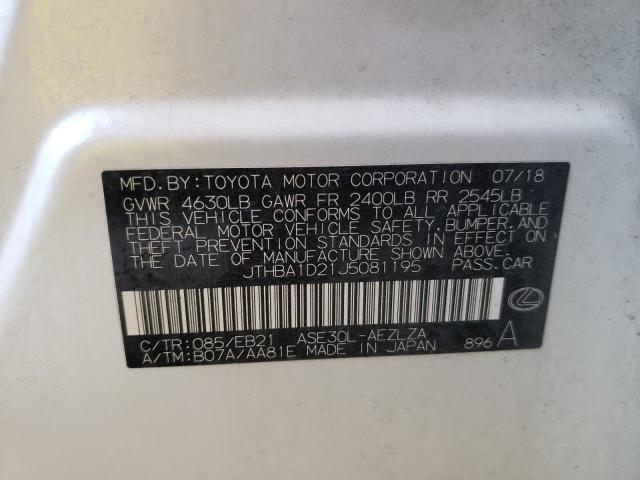 MFD. BY: TOYOTA MOTOR CORPORATION 07/18
GVWR 4630LB GAWR FR 2400LB RR 2545LB
THIS VEHICLE CONFORMS TO ALL APPLICABLE
FEDERAL MOTOR VEHICLE SAFETY, BUMPER, AND
THEFT PREVENTION STANDARDS IN EFFECT ON
THE DATE OF MANUFACTURE SHOWN ABOVE.
JTHBA1D21J5081195 PASS. CAR
C/TR: 085/EB21 ASE30L-AEZLZA
A/TM: B07A/AA81E MADE IN JAPAN 896 A